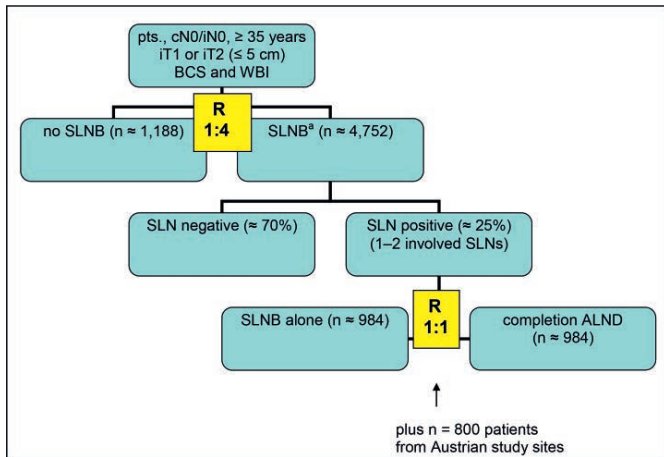 pts., cN0/iN0, ≥ 35 years
iT1 or iT2 (≤ 5 cm)
BCS and WBI
R
1:4
no SLNB (n ≈ 1,188)
SLNBᵃ (n ≈ 4,752)
SLN negative (≈ 70%)
SLN positive (≈ 25%)
(1–2 involved SLNs)
R
1:1
SLNB alone (n ≈ 984)
completion ALND
(n ≈ 984)
plus n = 800 patients
from Austrian study sites